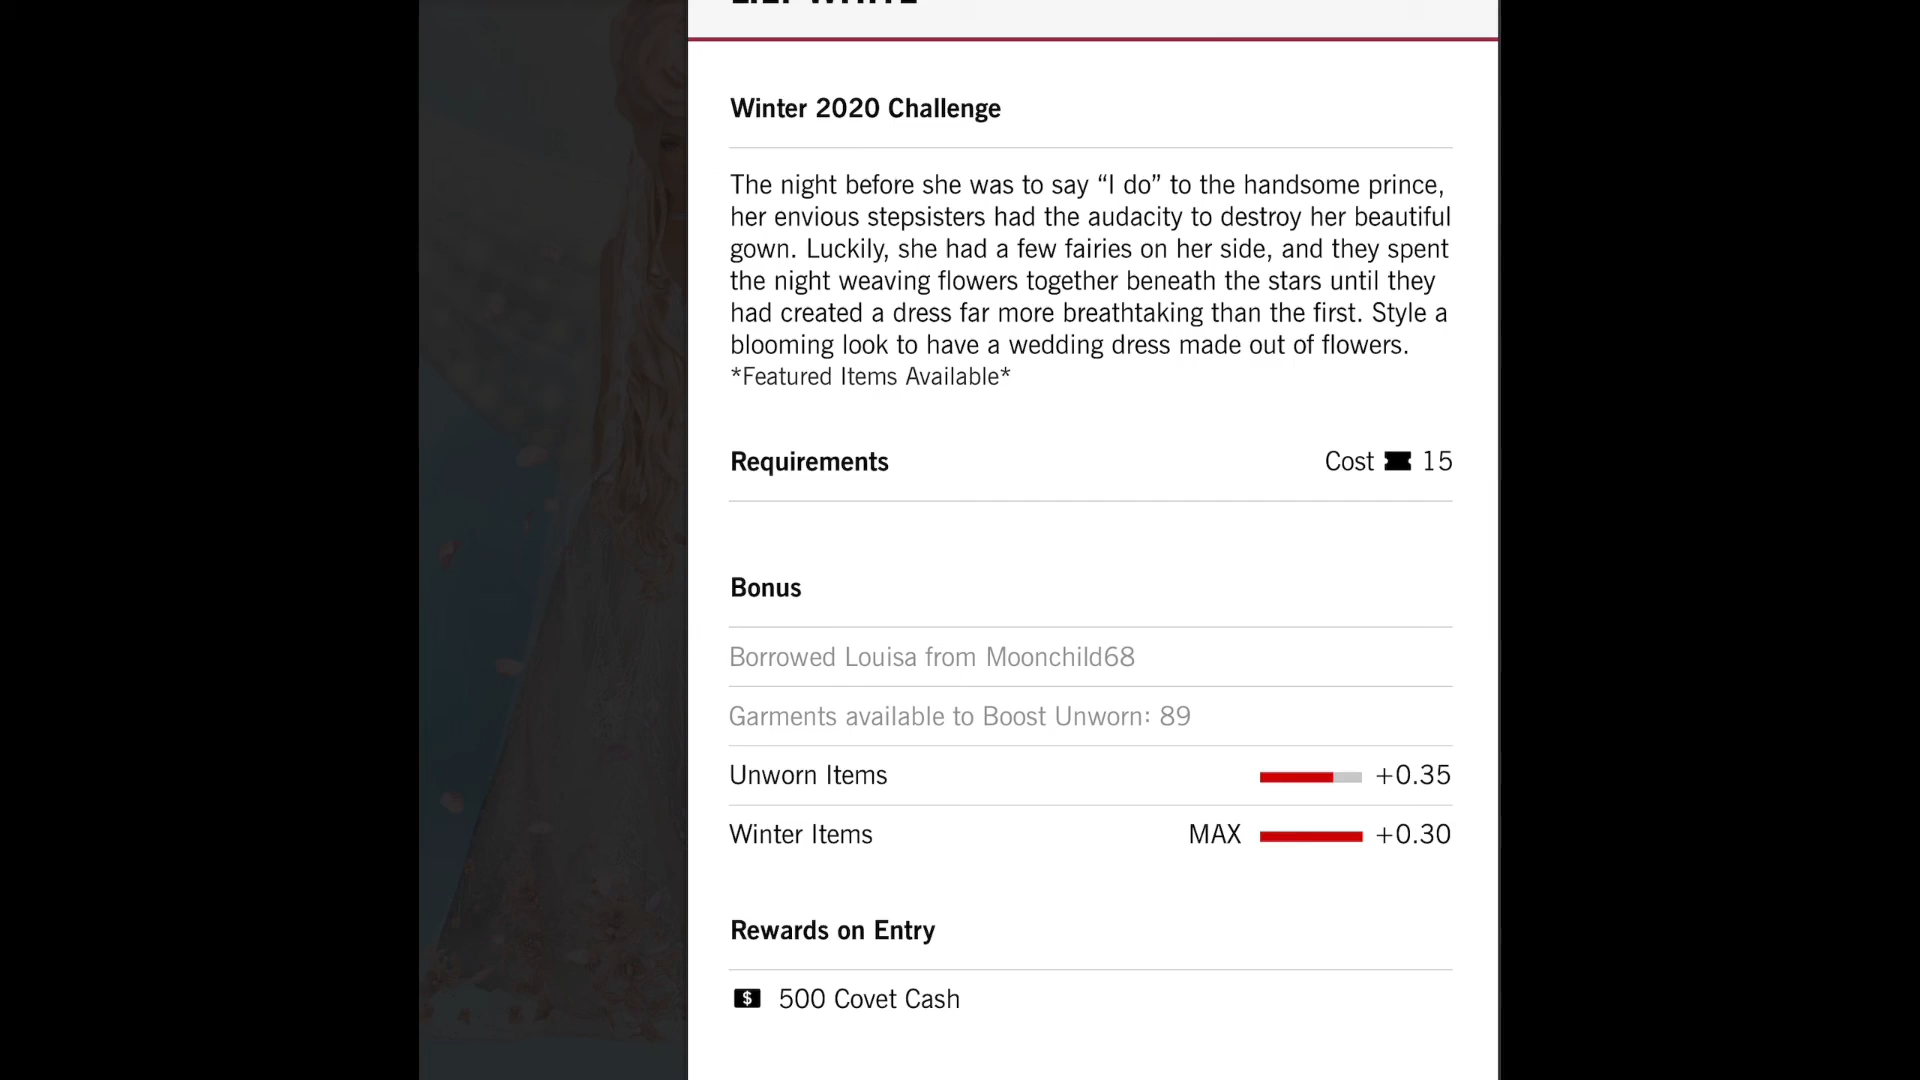 Winter 2020 Challenge
The night before she was to say “I do” to the handsome prince,
her envious stepsisters had the audacity to destroy her beautiful
gown. Luckily, she had a few fairies on her side, and they spent
the night weaving flowers together beneath the stars until they
had created a dress far more breathtaking than the first. Style a
blooming look to have a wedding dress made out of flowers.
*Featured Items Available*
Requirements Cost 15
Bonus
Borrowed Louisa from Moonchild68
Garments available to Boost Unworn: 89
Unworn Items +0.35
Winter Items MAX +0.30
Rewards on Entry
$ 500 Covet Cash